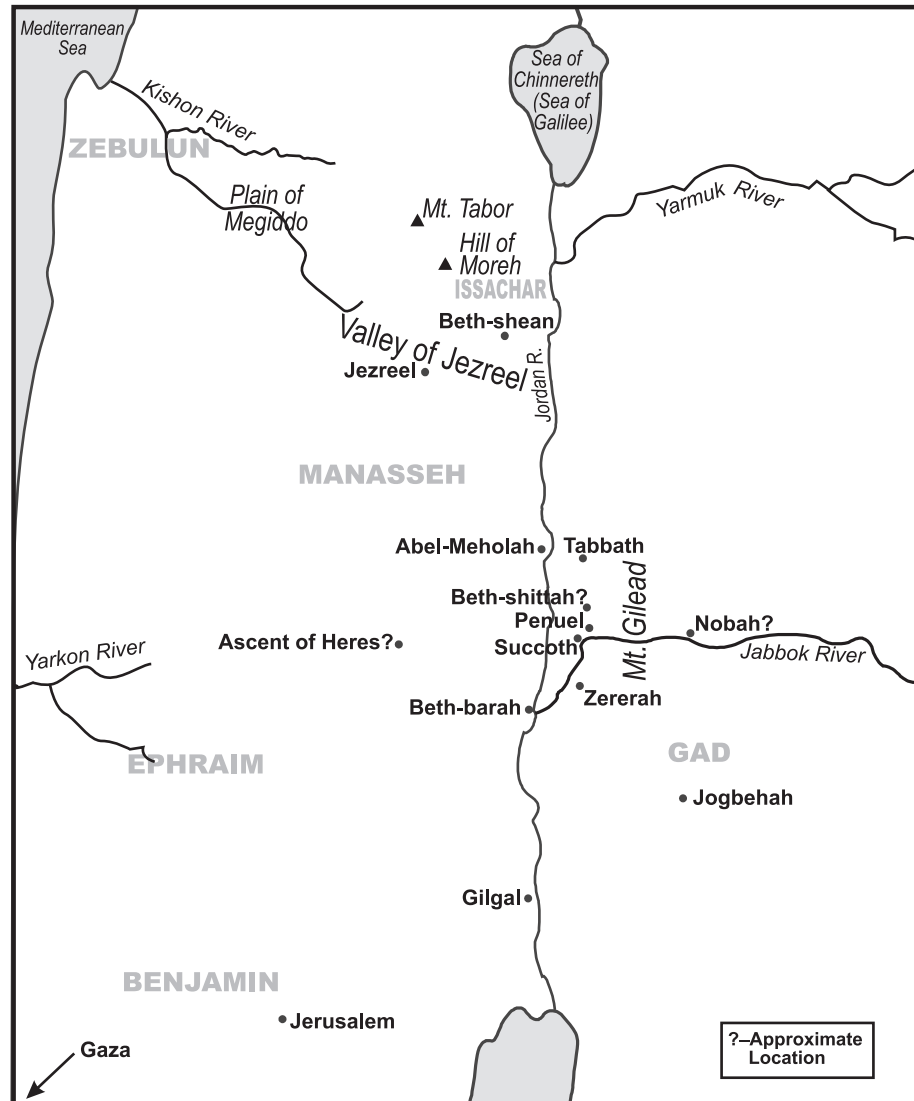 Mediterranean
Sea
Sea of
Chinnereth
(Sea of
Galilee)
Kishon River
ZEBULUN
Plain of
Megiddo
Mt. Tabor
Hill of
Moreh
ISSACHAR
Yarmuk River
Beth-shean
Valley of Jezreel
Jezreel
Jordan R.
MANASSEH
Abel-Meholah
Tabbath
Beth-shittah?
Penuel
Succoth
Mt. Gilead
Nobah?
Jabbok River
Ascent of Heres?
Yarkon River
Zererah
Beth-barah
EPHRAIM
GAD
Jogbehah
Gilgal
BENJAMIN
Jerusalem
Gaza
?–Approximate
Location